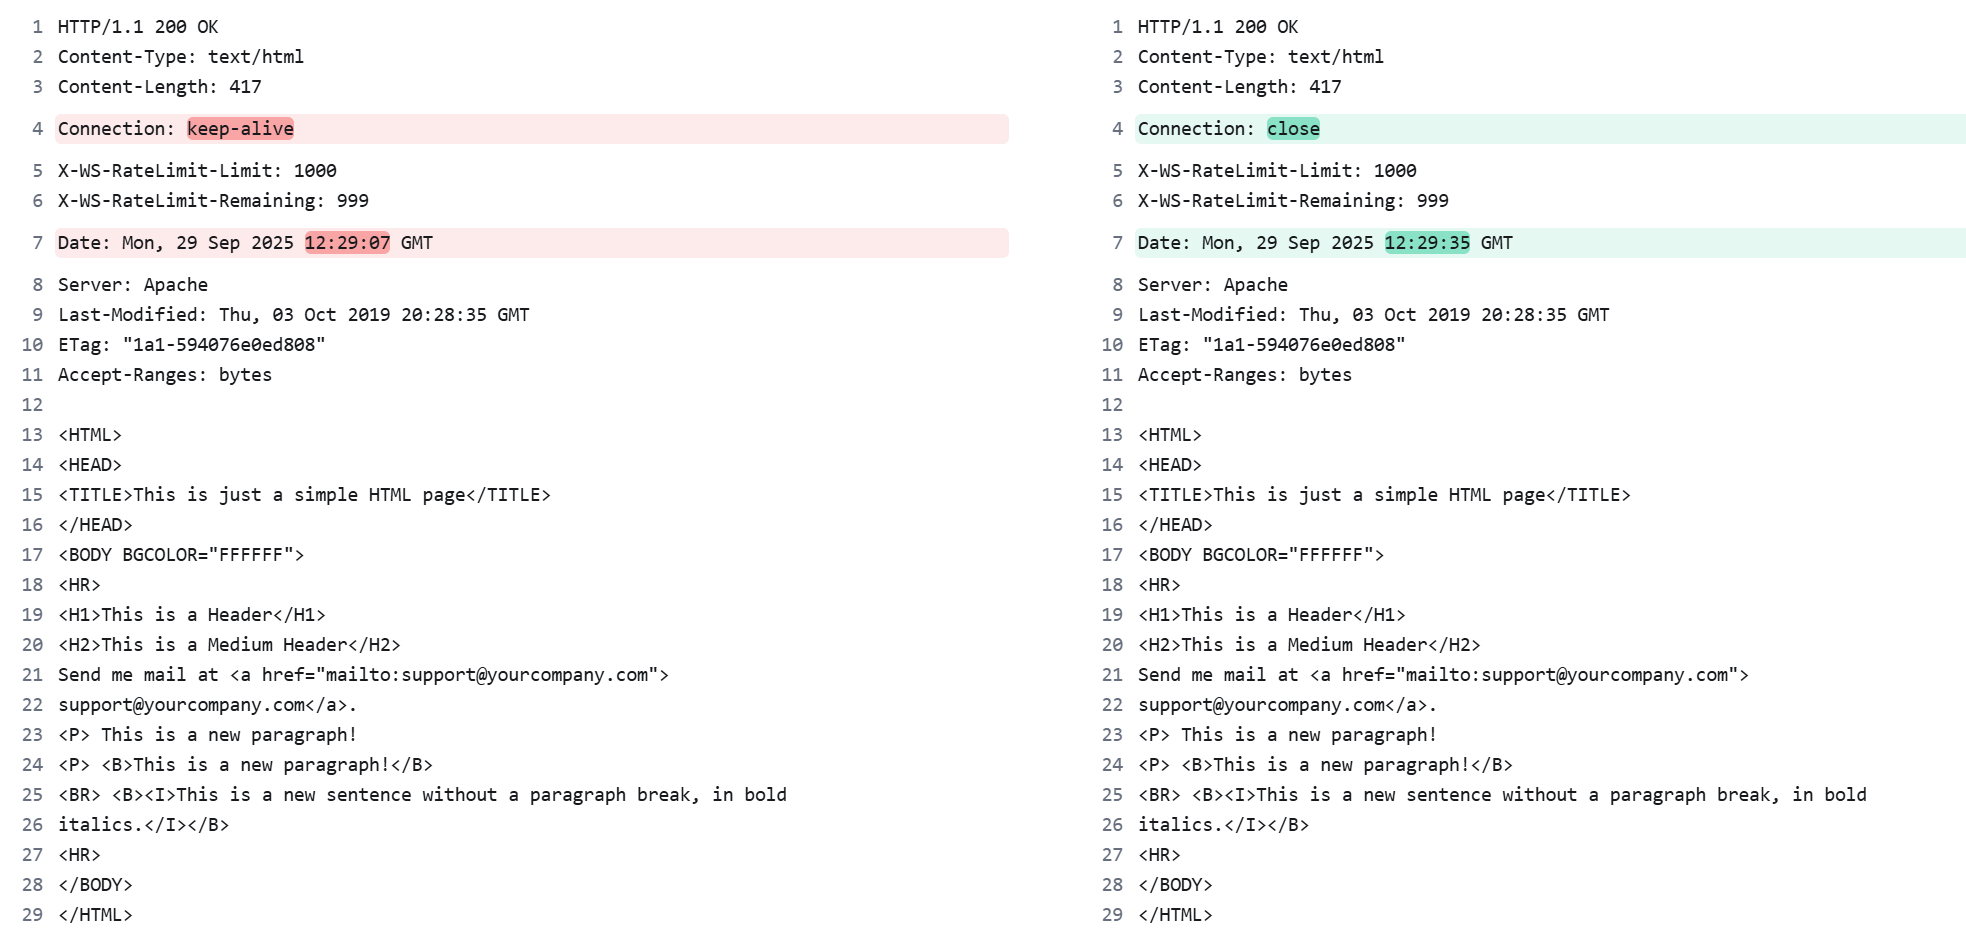 1 HTTP/1.1 200 OK
2 Content-Type: text/html
3 Content-Length: 417
4 Connection: keep-alive
5 X-WS-RateLimit-Limit: 1000
6 X-WS-RateLimit-Remaining: 999
7 Date: Mon, 29 Sep 2025 12:29:07 GMT
8 Server: Apache
9 Last-Modified: Thu, 03 Oct 2019 20:28:35 GMT
10 ETag: "1a1-594076e0ed808"
11 Accept-Ranges: bytes
12
13 <HTML>
14 <HEAD>
15 <TITLE>This is just a simple HTML page</TITLE>
16 </HEAD>
17 <BODY BGCOLOR="FFFFFF">
18 <HR>
19 <H1>This is a Header</H1>
20 <H2>This is a Medium Header</H2>
21 Send me mail at <a href="mailto:support@yourcompany.com">
22 support@yourcompany.com</a>.
23 <P> This is a new paragraph!
24 <P> <B>This is a new paragraph!</B>
25 <BR> <B><I>This is a new sentence without a paragraph break, in bold
26 italics.</I></B>
27 <HR>
28 </BODY>
29 </HTML>
1 HTTP/1.1 200 OK
2 Content-Type: text/html
3 Content-Length: 417
4 Connection: close
5 X-WS-RateLimit-Limit: 1000
6 X-WS-RateLimit-Remaining: 999
7 Date: Mon, 29 Sep 2025 12:29:35 GMT
8 Server: Apache
9 Last-Modified: Thu, 03 Oct 2019 20:28:35 GMT
10 ETag: "1a1-594076e0ed808"
11 Accept-Ranges: bytes
12
13 <HTML>
14 <HEAD>
15 <TITLE>This is just a simple HTML page</TITLE>
16 </HEAD>
17 <BODY BGCOLOR="FFFFFF">
18 <HR>
19 <H1>This is a Header</H1>
20 <H2>This is a Medium Header</H2>
21 Send me mail at <a href="mailto:support@yourcompany.com">
22 support@yourcompany.com</a>.
23 <P> This is a new paragraph!
24 <P> <B>This is a new paragraph!</B>
25 <BR> <B><I>This is a new sentence without a paragraph break, in bold
26 italics.</I></B>
27 <HR>
28 </BODY>
29 </HTML>